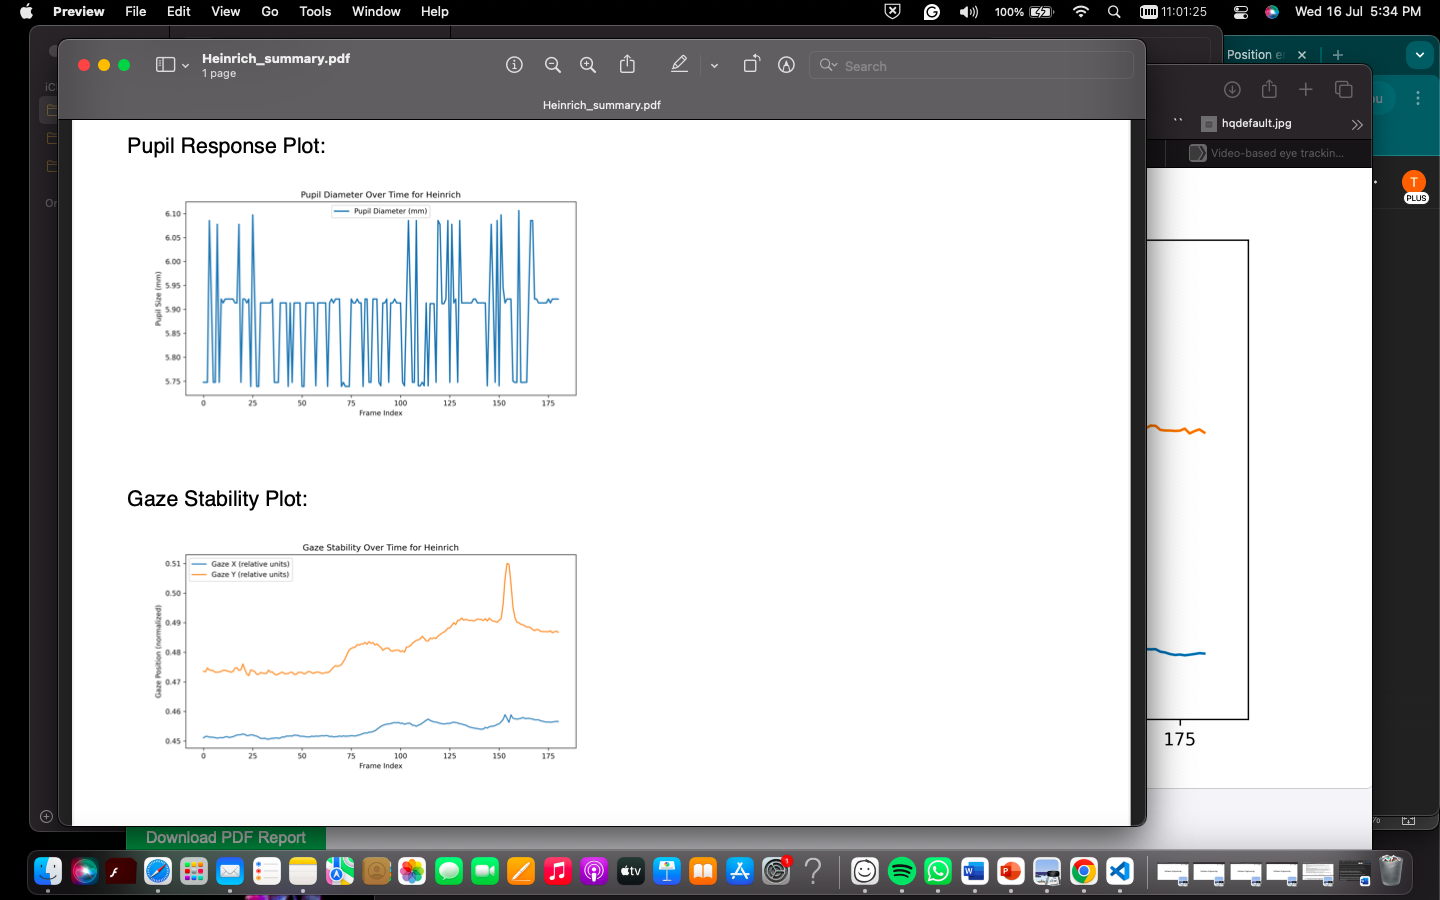 Preview File Edit View Go Tools Window Help
100%
11:01:25
Wed 16 Jul 5:34 PM
Heinrich_summary.pdf
1 page
Search
Heinrich_summary.pdf
Position e
hqdefault.jpg
Video-based eye trackin...
T
PLUS
iC
Or
Pupil Response Plot:
Pupil Diameter Over Time for Heinrich
Pupil Diameter (mm)
Pupil Size (mm)
6.10
6.05
6.00
5.95
5.90
5.85
5.80
5.75
0 25 50 75 100 125 150 175
Frame Index
Gaze Stability Plot:
Gaze Stability Over Time for Heinrich
Gaze X (relative units)
Gaze Y (relative units)
Gaze Position (normalized)
0.51
0.50
0.49
0.48
0.47
0.46
0.45
0 25 50 75 100 125 150 175
Frame Index
175
Download PDF Report
tv
1